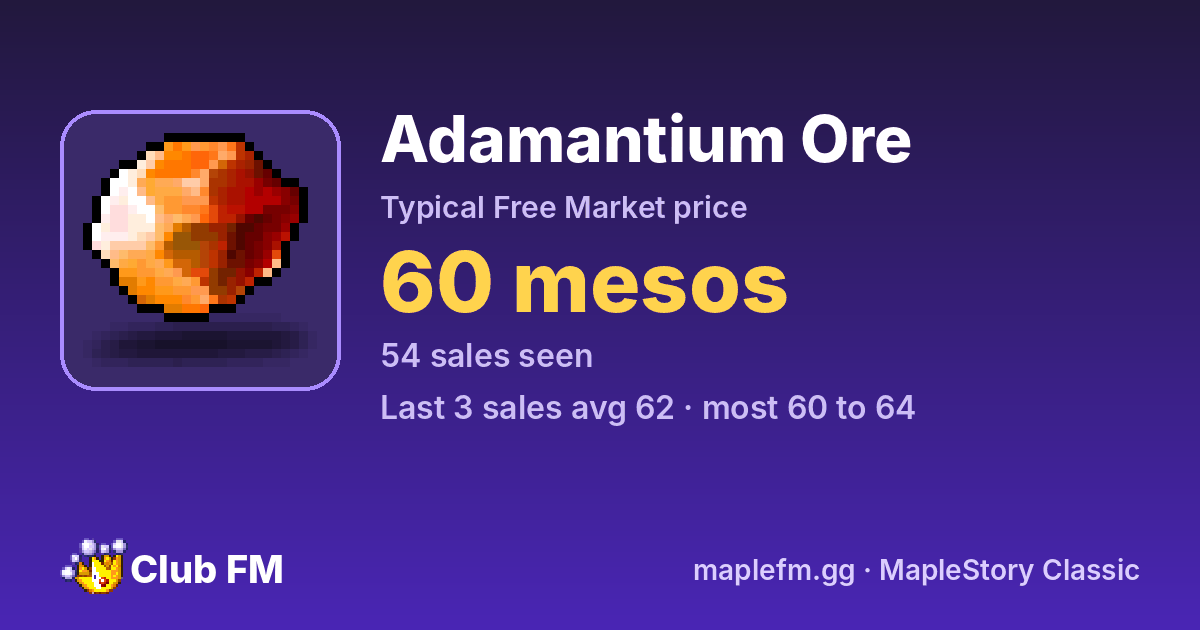 Adamantium Ore
Typical Free Market price
60 mesos
54 sales seen
Last 3 sales avg 62 · most 60 to 64
Club FM
maplefm.gg · MapleStory Classic